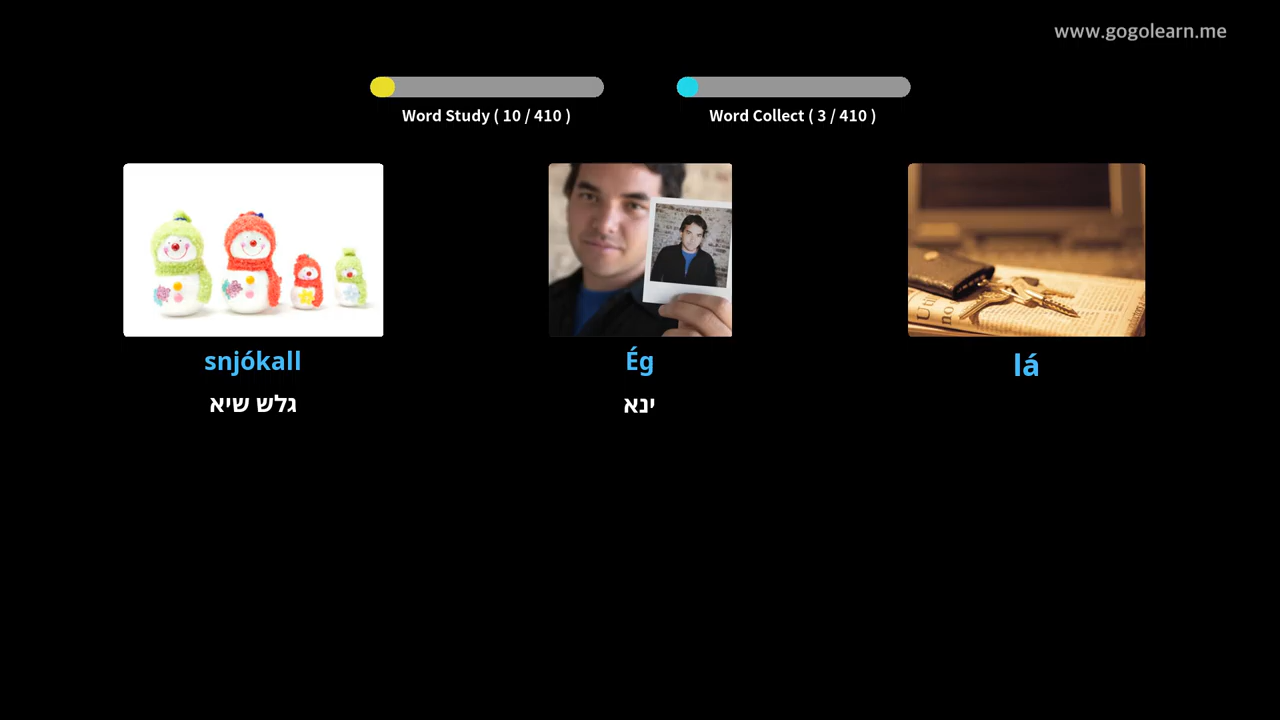 www.gogolearn.me
Word Study ( 10 / 410 )
Word Collect ( 3 / 410 )
snjókall
גלש שיא
Ég
ינא
lá